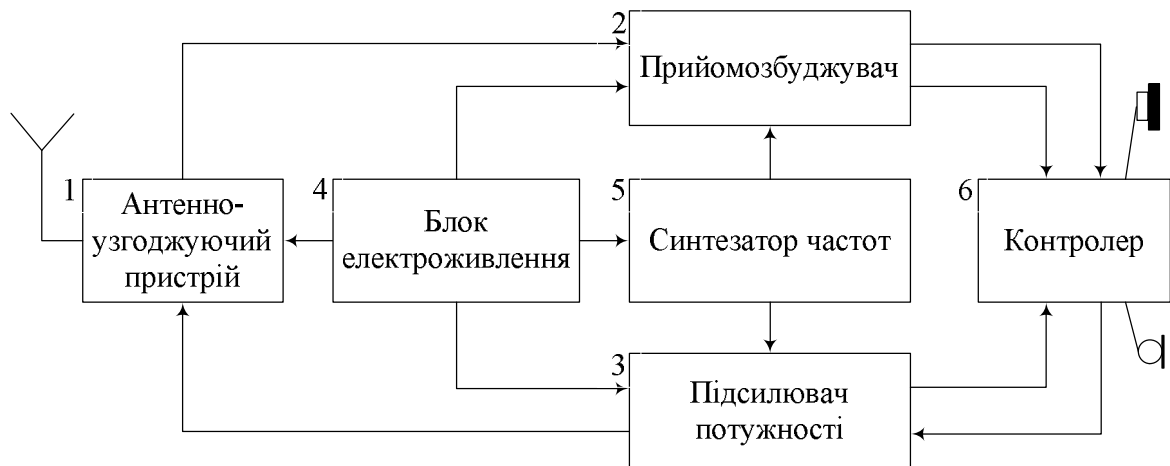 2
Прийомозбуджувач
1
Антенно-
узгоджуючий
пристрій
4
Блок
електроживлення
5
Синтезатор частот
6
Контролер
3
Підсилювач
потужності